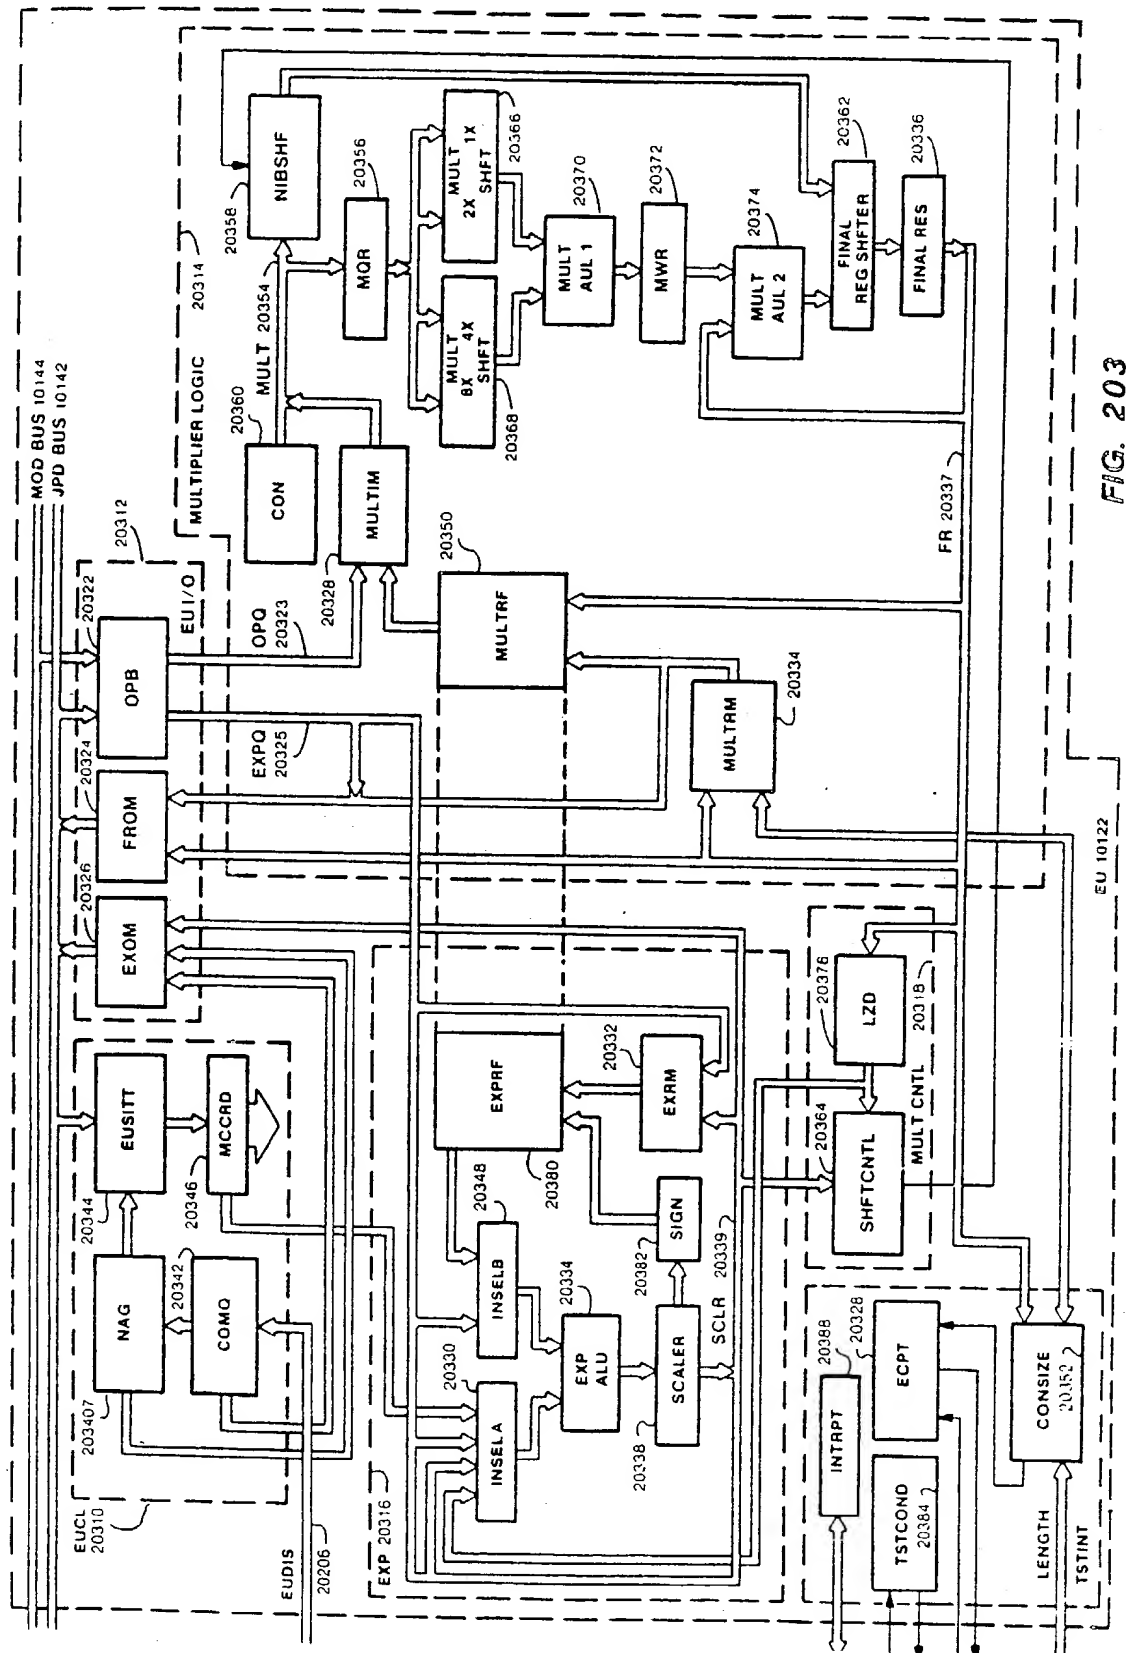 MOD BUS 10144
JPD BUS 10142
EUCL
20310
NAG
203407
EUSITT
20344
COMQ
20342
MCCRD
20346
EUDIS
20206
EXOM
20326
FROM
20324
OPB
20322
20312
EU I/O
EXPQ
20325
OPQ
20323
MULTIPLIER LOGIC
20314
CON
20360
MULT 20354
NIBSHF
20358
MULTIM
20328
MQR
20356
MULT
8X 4X
SHFT
20368
MULT
2X 1X
SHFT
20366
MULT
AUL 1
20370
MWR
20372
MULT
AUL 2
20374
FINAL
REG SHFTER
20362
FINAL RES
20336
FR 20337
MULTRF
20350
MULTRM
20334
EXP 20316
INSELA
20330
INSELB
20348
EXPRF
20380
EXP
ALU
20334
EXRM
20332
SCALER
20338
SIGN
20382
SCLR 20339
SHFTCNTL
20364
LZD
20376
MULT CNTL 20318
INTRPT
20388
TSTCOND
20384
ECPT
20328
CONSIZE
20352
LENGTH
TSTINT
EU 10122
FIG. 203